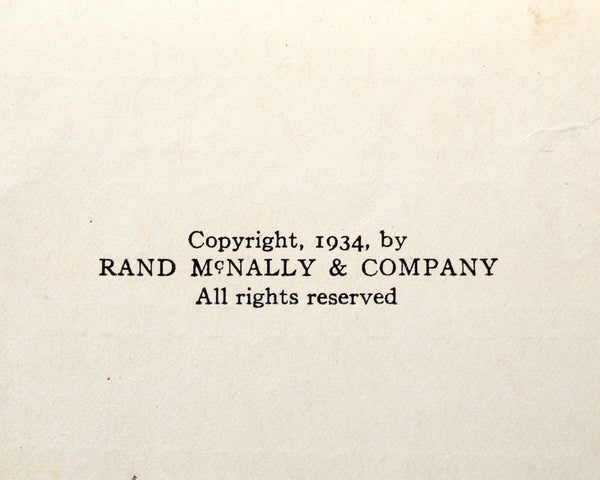 Copyright, 1934, by
RAND MᶜNALLY & COMPANY
All rights reserved